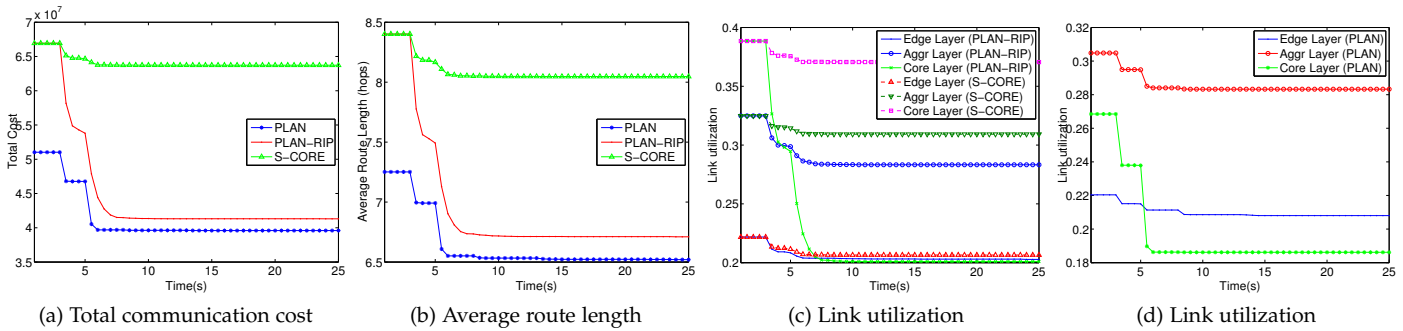 x 10^7
Total Cost
7
6.5
6
5.5
5
4.5
4
3.5
5 10 15 20 25
Time(s)
PLAN
PLAN−RIP
S−CORE
(a) Total communication cost
Average Route Length (hops)
8.5
8.0
7.5
7
6.5
5 10 15 20 25
Time(s)
PLAN
PLAN−RIP
S−CORE
(b) Average route length
Link utilization
0.4
0.35
0.3
0.25
0.2
5 10 15 20 25
Time(s)
Edge Layer (PLAN−RIP)
Aggr Layer (PLAN−RIP)
Core Layer (PLAN−RIP)
Edge Layer (S−CORE)
Aggr Layer (S−CORE)
Core Layer (S−CORE)
(c) Link utilization
Link utilization
0.32
0.30
0.28
0.26
0.24
0.22
0.20
0.18
5 10 15 20 25
Time(s)
Edge Layer (PLAN)
Aggr Layer (PLAN)
Core Layer (PLAN)
(d) Link utilization